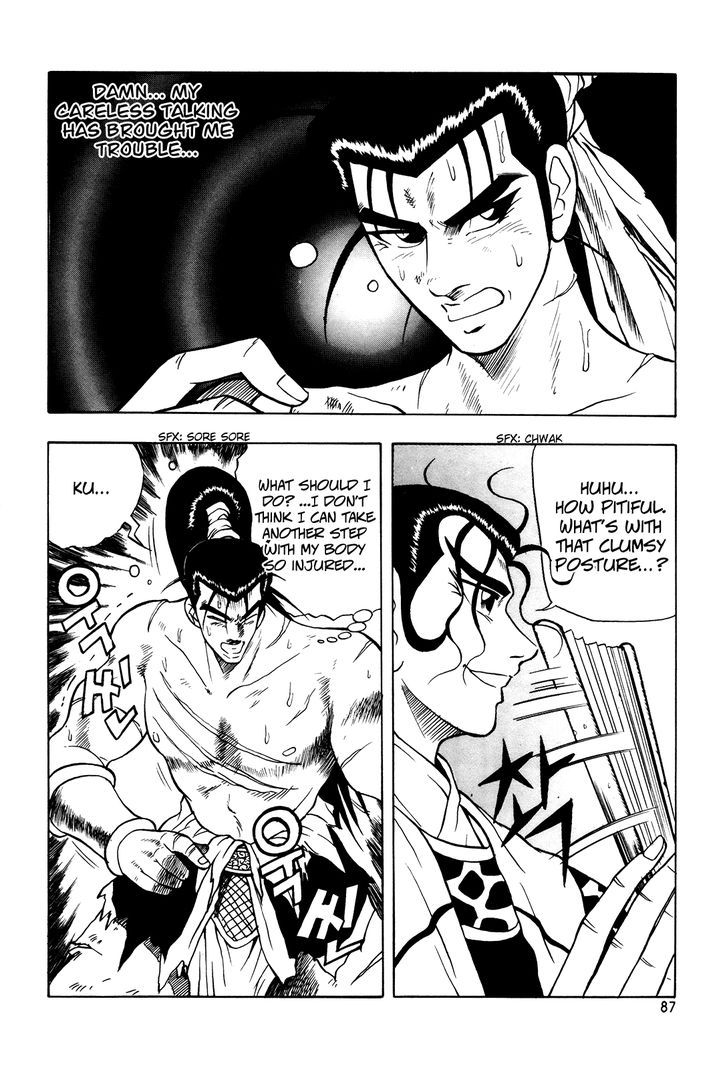 DAMN... MY
CARELESS TALKING
HAS BROUGHT ME
TROUBLE...
SFX: SORE SORE
SFX: CHWAK
KU...
WHAT SHOULD I
DO? ...I DON'T
THINK I CAN TAKE
ANOTHER STEP
WITH MY BODY
SO INJURED...
HUHU...
HOW PITIFUL.
WHAT'S WITH
THAT CLUMSY
POSTURE...?
87